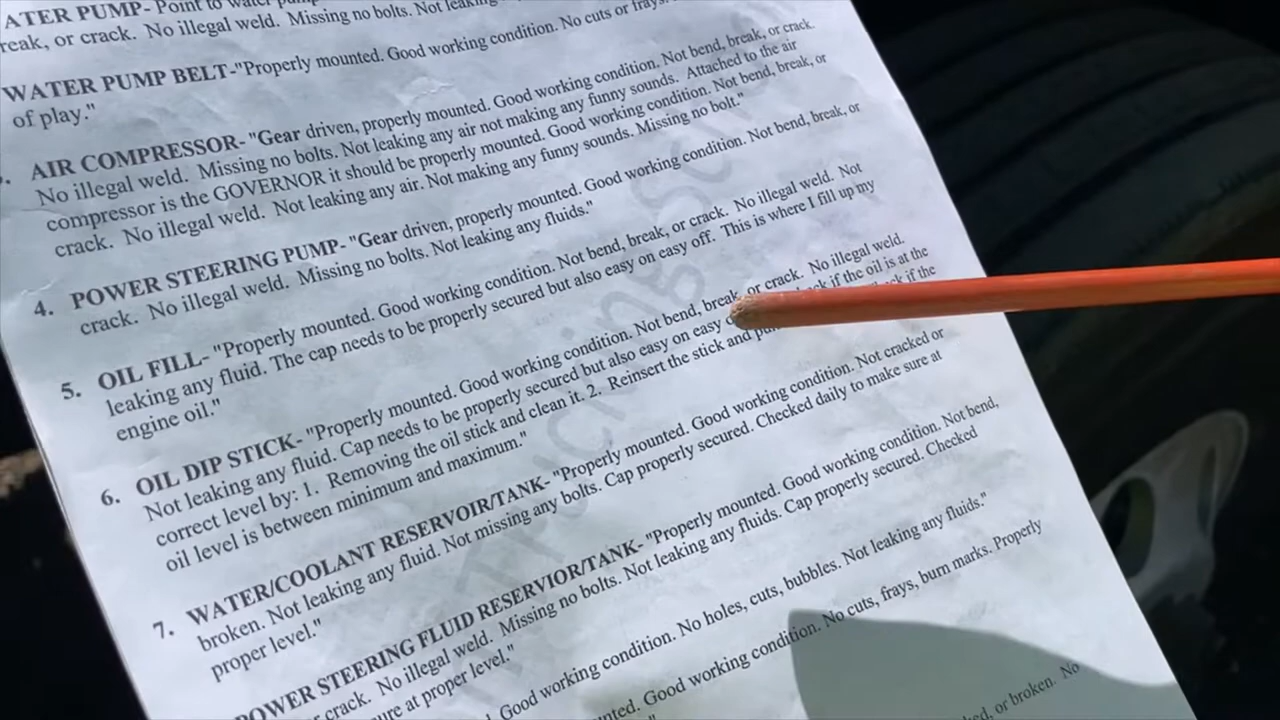 ATER PUMP- Point to water pump
reak, or crack. No illegal weld. Missing no bolts. Not leaking
WATER PUMP BELT-"Properly mounted. Good working condition. No cuts or frays.
of play."
AIR COMPRESSOR- "Gear driven, properly mounted. Good working condition. Not bend, break, or crack.
No illegal weld. Missing no bolts. Not leaking any air not making any funny sounds. Attached to the air
compressor is the GOVERNOR it should be properly mounted. Good working condition. Not bend, break, or
crack. No illegal weld. Not leaking any air. Not making any funny sounds. Missing no bolt."
4. POWER STEERING PUMP- "Gear driven, properly mounted. Good working condition. Not bend, break, or
crack. No illegal weld. Missing no bolts. Not leaking any fluids."
5. OIL FILL- "Properly mounted. Good working condition. Not bend, break, or crack. No illegal weld. Not
leaking any fluid. The cap needs to be properly secured but also easy on easy off. This is where I fill up my
engine oil."
6. OIL DIP STICK- "Properly mounted. Good working condition. Not bend, break, or crack. No illegal weld.
Not leaking any fluid. Cap needs to be properly secured but also easy on easy if the oil is at the
correct level by: 1. Removing the oil stick and clean it. 2. Reinsert the stick and if the
oil level is between minimum and maximum."
7. WATER/COOLANT RESERVOIR/TANK- "Properly mounted. Good working condition. Not cracked or
broken. Not leaking any fluid. Not missing any bolts. Cap properly secured. Checked daily to make sure at
proper level."
POWER STEERING FLUID RESERVIOR/TANK- "Properly mounted. Good working condition. Not bend,
crack. No illegal weld. Missing no bolts. Not leaking any fluids. Cap properly secured. Checked
ure at proper level."
Good working condition. No holes, cuts, bubbles. Not leaking any fluids."
unted. Good working condition. No cuts, frays, burn marks. Properly
ked, or broken. No